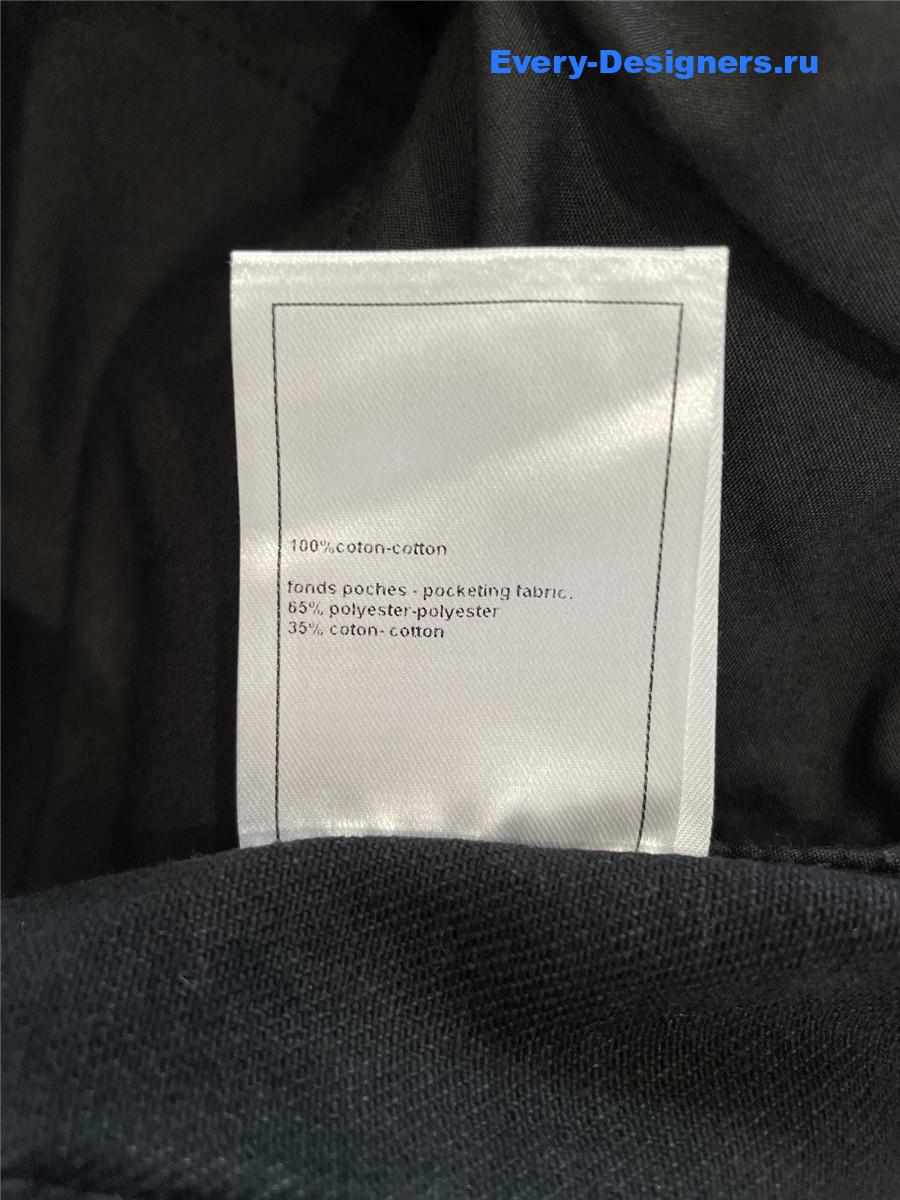 Every-Designers.ru
100%coton-cotton
fonds poches - pocketing fabric.
65% polyester-polyester
35% coton- cotton